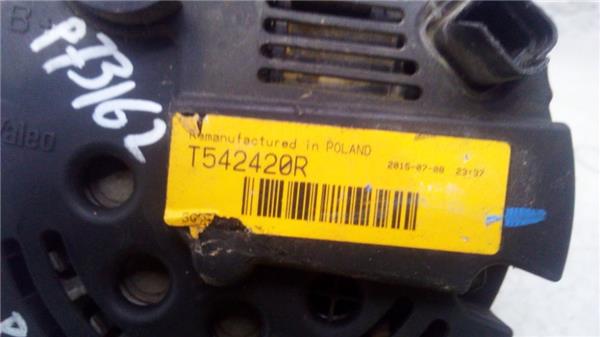 B+
P73162
Valeo
Remanufactured in POLAND
T542420R
2015-07-08 23:37